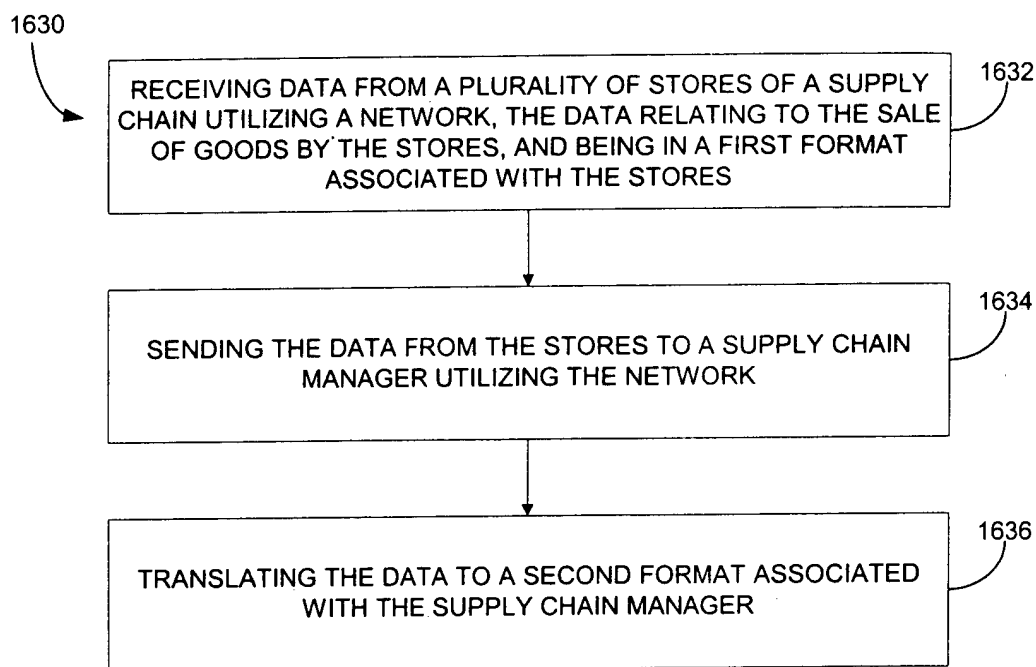 1630
1632
RECEIVING DATA FROM A PLURALITY OF STORES OF A SUPPLY
CHAIN UTILIZING A NETWORK, THE DATA RELATING TO THE SALE
OF GOODS BY THE STORES, AND BEING IN A FIRST FORMAT
ASSOCIATED WITH THE STORES
1634
SENDING THE DATA FROM THE STORES TO A SUPPLY CHAIN
MANAGER UTILIZING THE NETWORK
1636
TRANSLATING THE DATA TO A SECOND FORMAT ASSOCIATED
WITH THE SUPPLY CHAIN MANAGER